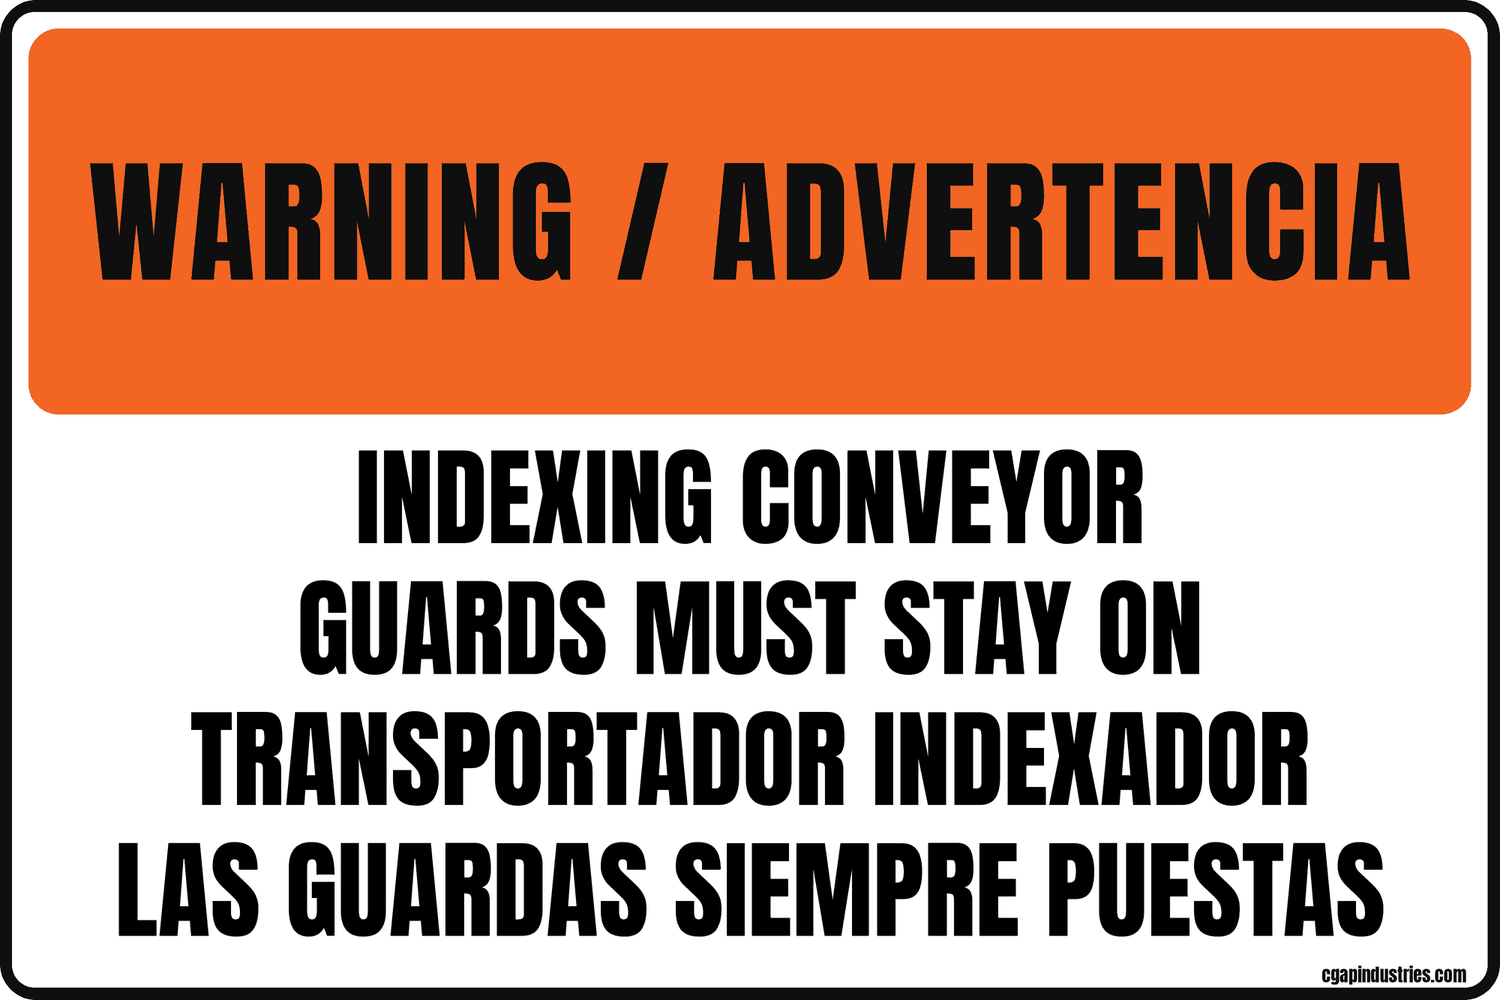 WARNING / ADVERTENCIA
INDEXING CONVEYOR
GUARDS MUST STAY ON
TRANSPORTADOR INDEXADOR
LAS GUARDAS SIEMPRE PUESTAS
cgapindustries.com